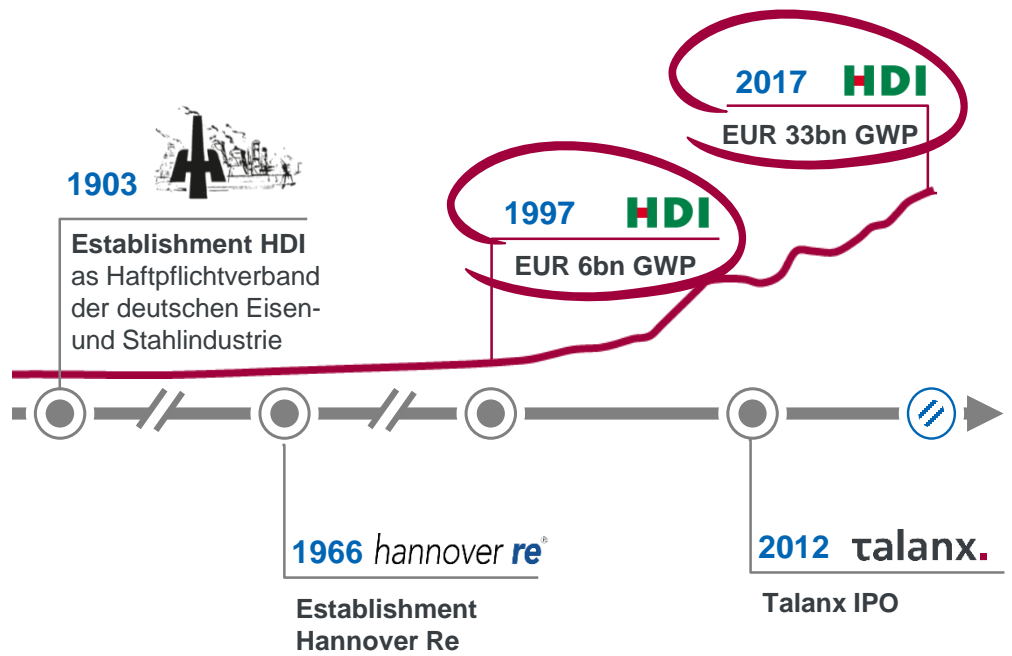 1903
Establishment HDI
as Haftpflichtverband
der deutschen Eisen-
und Stahlindustrie
1966 hannover re®
Establishment
Hannover Re
1997 HDI
EUR 6bn GWP
2012 talanx.
Talanx IPO
2017 HDI
EUR 33bn GWP